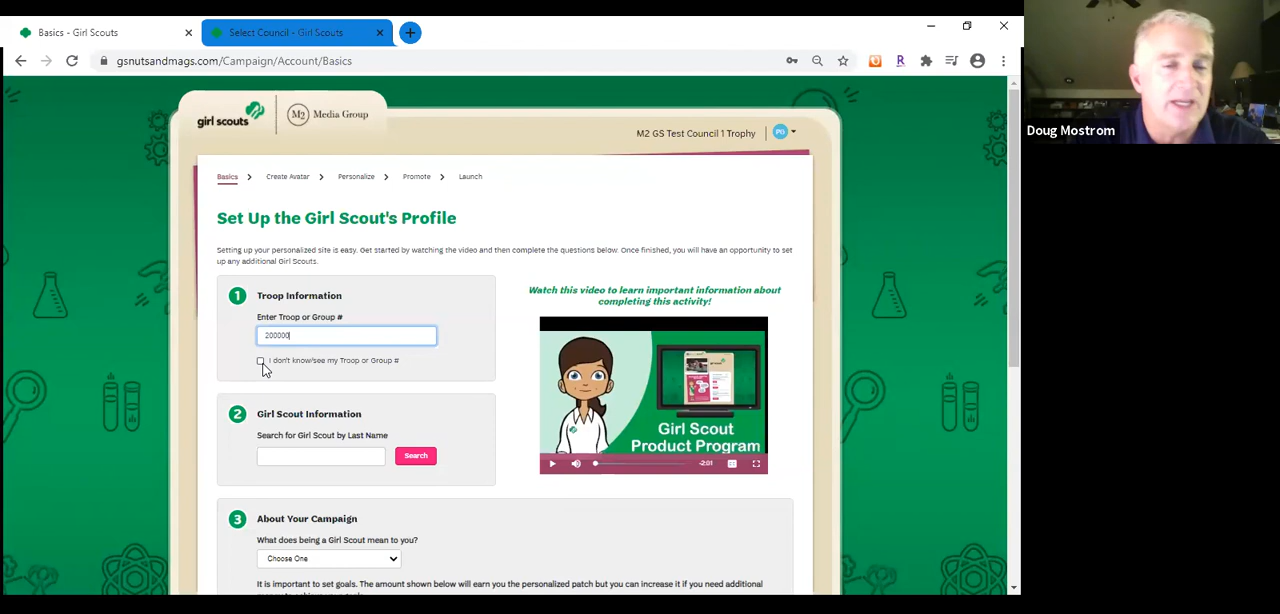 Basics - Girl Scouts
Select Council - Girl Scouts
gsnutsandmags.com/Campaign/Account/Basics
Doug Mostrom
girl scouts
M2 Media Group
M2 GS Test Council 1 Trophy
PB
Basics > Create Avatar > Personalize > Promote > Launch
Set Up the Girl Scout's Profile
Setting up your personalized site is easy. Get started by watching the video and then complete the questions below. Once finished, you will have an opportunity to set
up any additional Girl Scouts.
1 Troop Information
Enter Troop or Group #
200000
I don't know/see my Troop or Group #
Watch this video to learn important information about
completing this activity!
Girl Scout
Product Program
-2:01
2 Girl Scout Information
Search for Girl Scout by Last Name
Search
3 About Your Campaign
What does being a Girl Scout mean to you?
Choose One
It is important to set goals. The amount shown below will earn you the personalized patch but you can increase it if you need additional